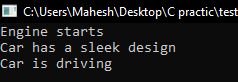 C:\Users\Mahesh\Desktop\C practic\test
Engine starts
Car has a sleek design
Car is driving